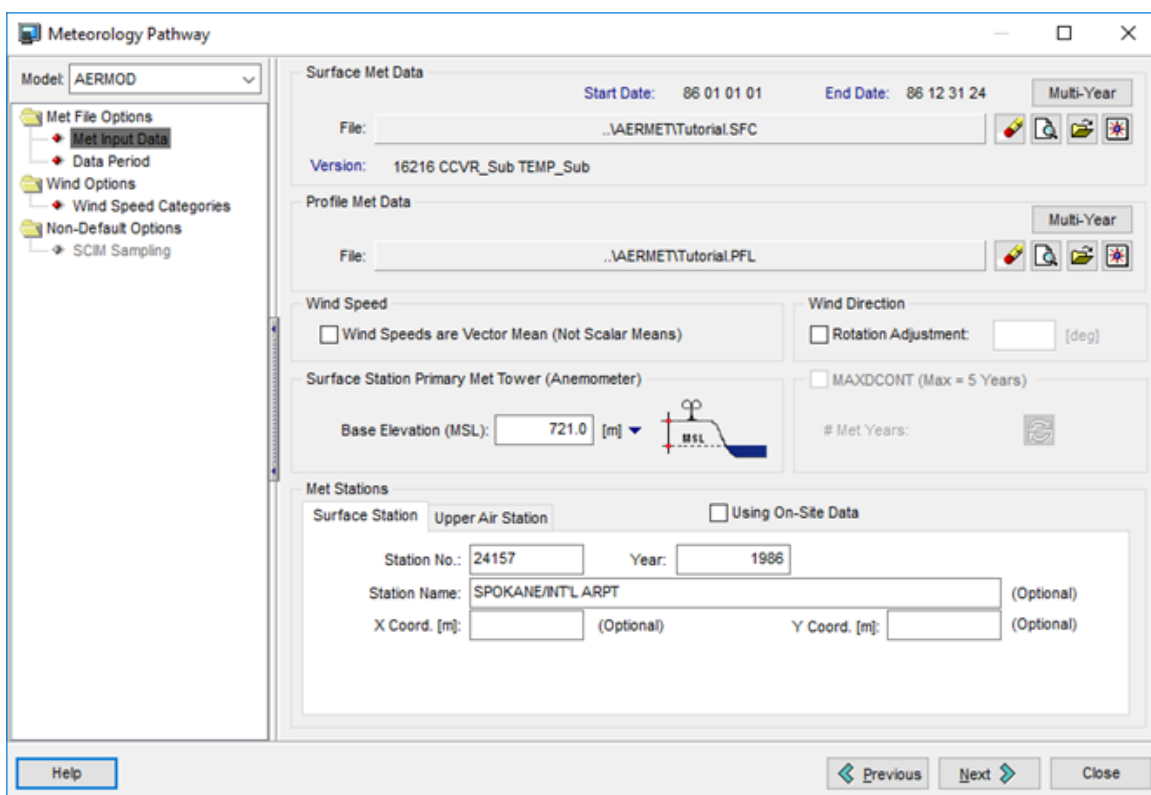 Meteorology Pathway
Model: AERMOD
Met File Options
Met Input Data
Data Period
Wind Options
Wind Speed Categories
Non-Default Options
SCIM Sampling
Surface Met Data
Start Date: 86 01 01 01 End Date: 86 12 31 24 Multi-Year
File: ..\AERMET\Tutorial.SFC
Version: 16216 CCVR_Sub TEMP_Sub
Profile Met Data
Multi-Year
File: ..\AERMET\Tutorial.PFL
Wind Speed
Wind Speeds are Vector Mean (Not Scalar Means)
Wind Direction
Rotation Adjustment: [deg]
Surface Station Primary Met Tower (Anemometer)
Base Elevation (MSL): 721.0 [m] MSL
MAXDCONT (Max = 5 Years)
# Met Years:
Met Stations
Surface Station Upper Air Station Using On-Site Data
Station No.: 24157 Year: 1986
Station Name: SPOKANE/INT'L ARPT (Optional)
X Coord. [m]: (Optional) Y Coord. [m]: (Optional)
Help Previous Next Close